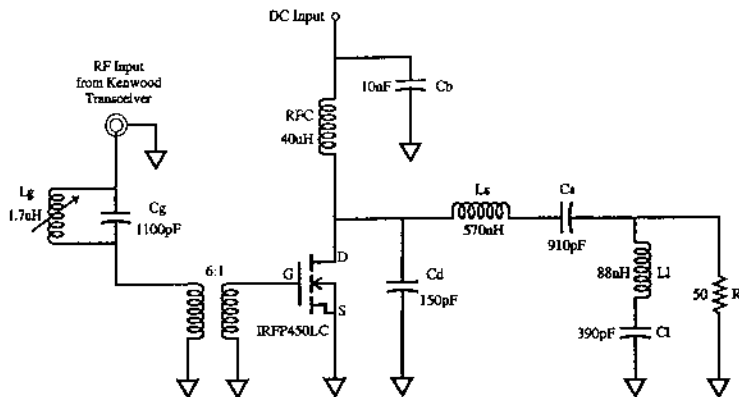 DC Input
RF Input
from Kenwood
Transceiver
10nF
Cb
RFC
40uH
Lg
1.7uH
Cg
1100pF
Ls
570nH
Ca
910pF
6:1
G
D
S
IRFP450LC
Cd
150pF
88nH
L1
390pF
C1
50
R